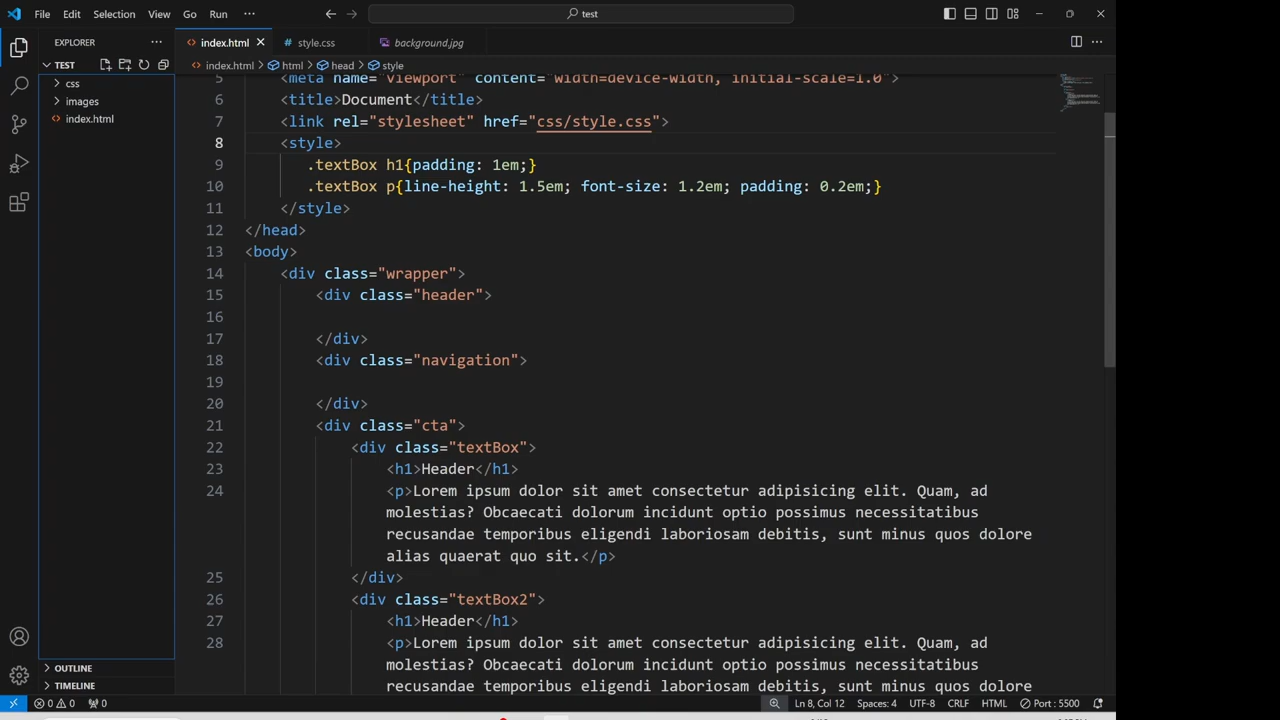 File Edit Selection View Go Run ··· test
EXPLORER ··· index.html style.css background.jpg ···
TEST index.html > html > head > style
css
images
index.html
5 <meta name="viewport" content="width=device-width, initial-scale=1.0">
6 <title>Document</title>
7 <link rel="stylesheet" href="css/style.css">
8 <style>
9 .textBox h1{padding: 1em;}
10 .textBox p{line-height: 1.5em; font-size: 1.2em; padding: 0.2em;}
11 </style>
12 </head>
13 <body>
14 <div class="wrapper">
15 <div class="header">
16
17 </div>
18 <div class="navigation">
19
20 </div>
21 <div class="cta">
22 <div class="textBox">
23 <h1>Header</h1>
24 <p>Lorem ipsum dolor sit amet consectetur adipisicing elit. Quam, ad
molestias? Obcaecati dolorum incidunt optio possimus necessitatibus
recusandae temporibus eligendi laboriosam debitis, sunt minus quos dolore
alias quaerat quo sit.</p>
25 </div>
26 <div class="textBox2">
27 <h1>Header</h1>
28 <p>Lorem ipsum dolor sit amet consectetur adipisicing elit. Quam, ad
molestias? Obcaecati dolorum incidunt optio possimus necessitatibus
recusandae temporibus eligendi laboriosam debitis, sunt minus quos dolore
OUTLINE
TIMELINE
0 0 0 Ln 8, Col 12 Spaces: 4 UTF-8 CRLF HTML Port : 5500